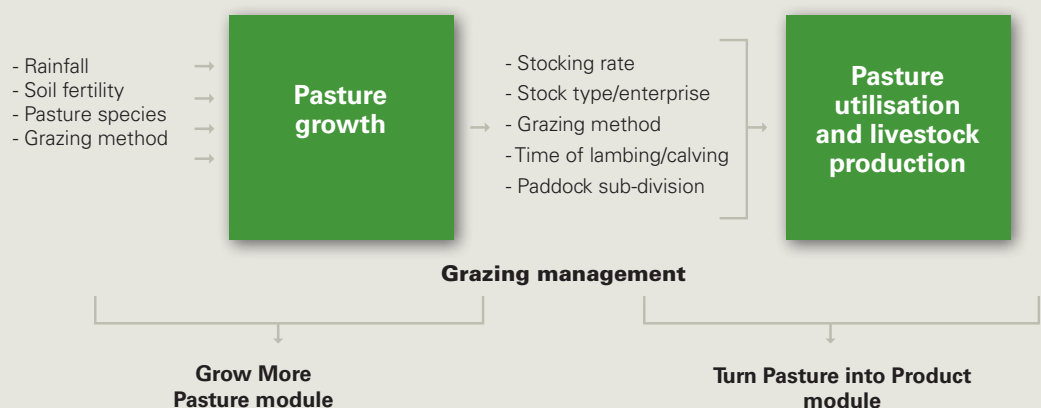 - Rainfall
- Soil fertility
- Pasture species
- Grazing method
Pasture
growth
- Stocking rate
- Stock type/enterprise
- Grazing method
- Time of lambing/calving
- Paddock sub-division
Pasture
utilisation
and livestock
production
Grazing management
Grow More
Pasture module
Turn Pasture into Product
module